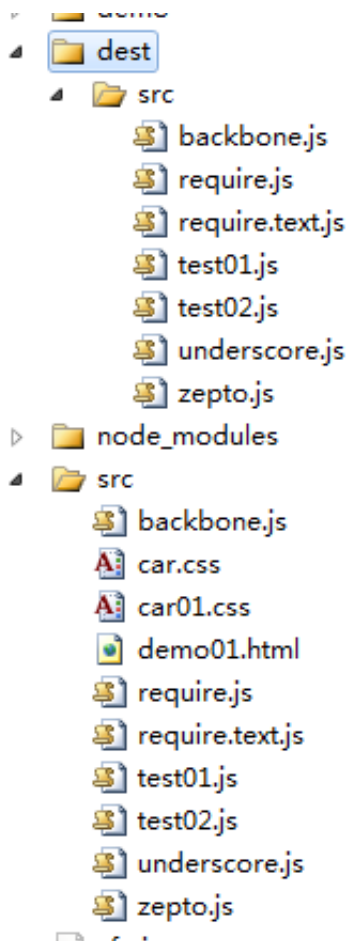 dest
src
backbone.js
require.js
require.text.js
test01.js
test02.js
underscore.js
zepto.js
node_modules
src
backbone.js
car.css
car01.css
demo01.html
require.js
require.text.js
test01.js
test02.js
underscore.js
zepto.js